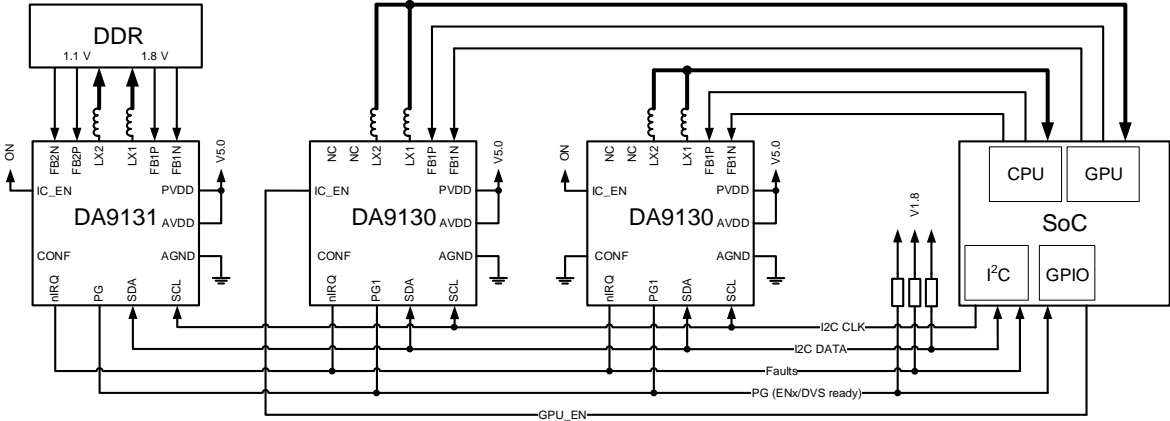 DDR
1.1 V 1.8 V
ON
FB2N FB2P LX2 LX1 FB1P FB1N
V5.0
IC_EN
PVDD
DA9131
AVDD
CONF
AGND
nIRQ PG SDA SCL
NC NC LX2 LX1 FB1P FB1N
V5.0
IC_EN
PVDD
DA9130
AVDD
CONF
AGND
nIRQ PG1 SDA SCL
ON
NC NC LX2 LX1 FB1P FB1N
V5.0
IC_EN
PVDD
DA9130
AVDD
CONF
AGND
nIRQ PG1 SDA SCL
V1.8
CPU GPU
SoC
I²C GPIO
I2C CLK
I2C DATA
Faults
PG (ENx/DVS ready)
GPU_EN